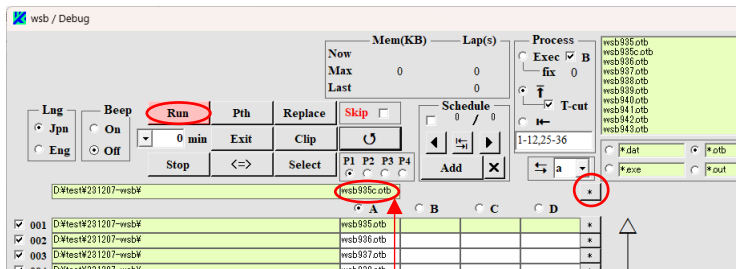 wsb / Debug
Mem(KB) Lap(s)
Now
Max 0 0
Last 0
Process
Exec B
fix 0
T-cut
1-12,25-36
a
wsb935.otb
wsb935c.otb
wsb936.otb
wsb937.otb
wsb938.otb
wsb939.otb
wsb940.otb
wsb941.otb
wsb942.otb
wsb943.otb
*.dat *.otb
*.exe *.out
Lng
Jpn
Eng
Beep
On
Off
Run Pth Replace Skip
0 min Exit Clip
Stop <=> Select P1 P2 P3 P4
Schedule
0 / 0
Add X
D:¥test¥231207-wsb¥ wsb935c.otb *
A B C D
001 D:¥test¥231207-wsb¥ wsb935.otb *
002 D:¥test¥231207-wsb¥ wsb936.otb *
003 D:¥test¥231207-wsb¥ wsb937.otb *